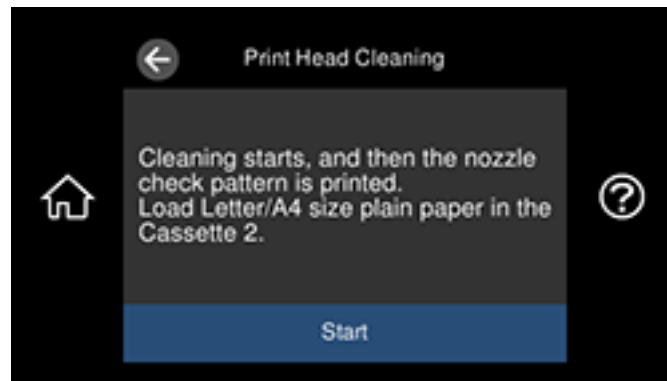 Print Head Cleaning
Cleaning starts, and then the nozzle
check pattern is printed.
Load Letter/A4 size plain paper in the
Cassette 2.
Start